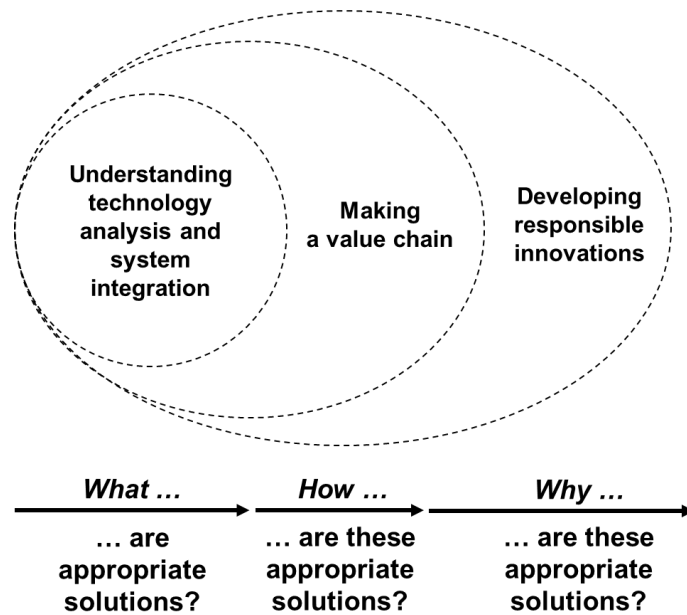 Understanding
technology
analysis and
system
integration
Making
a value chain
Developing
responsible
innovations
What …
… are
appropriate
solutions?
How …
… are these
appropriate
solutions?
Why …
… are these
appropriate
solutions?